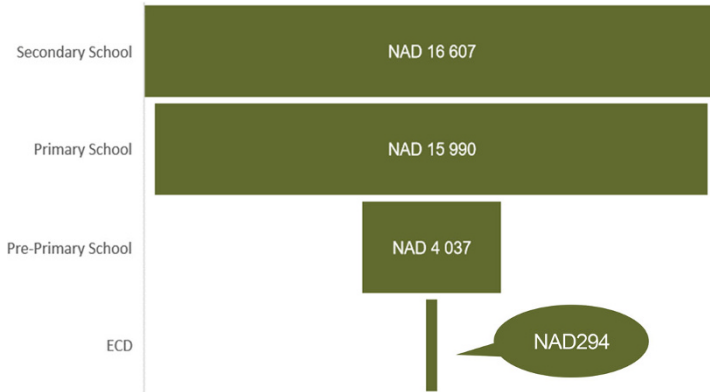 Secondary School
NAD 16 607
Primary School
NAD 15 990
Pre-Primary School
NAD 4 037
ECD
NAD294